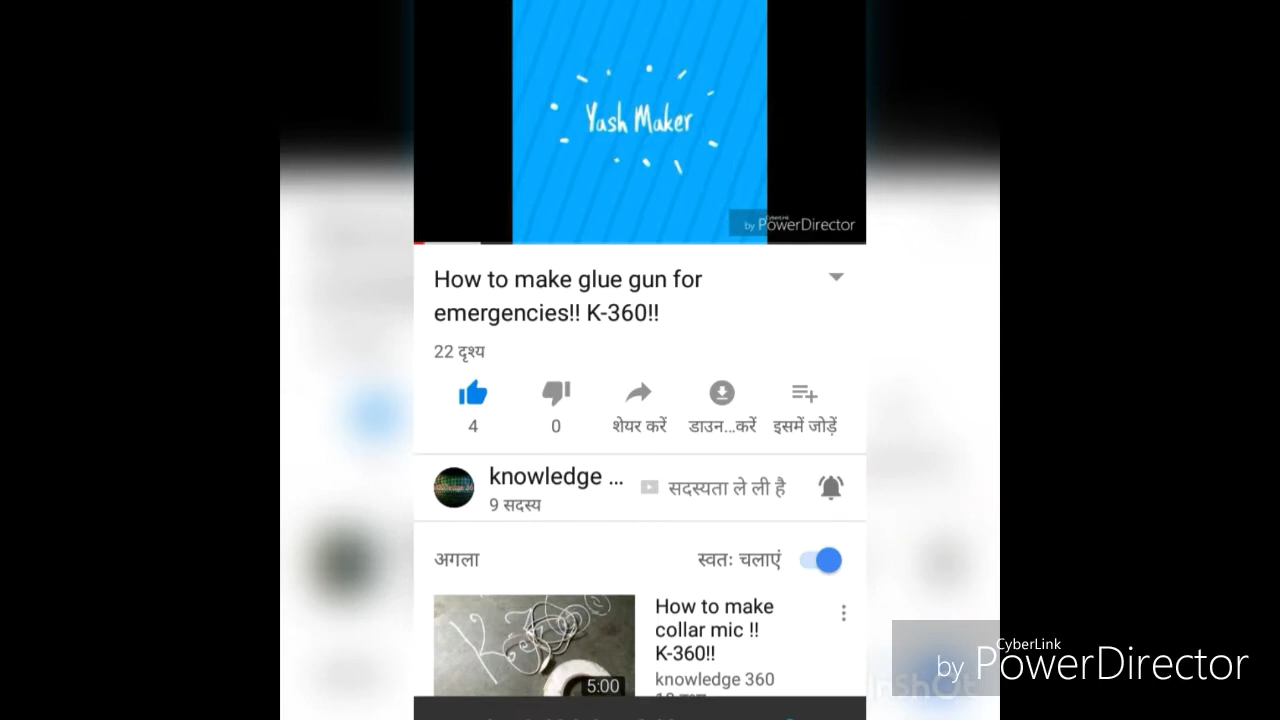 Yash Maker
by CyberLink PowerDirector
How to make glue gun for
emergencies!! K-360!!
22 दृश्य
4
0
शेयर करें
डाउन...करें
इसमें जोड़ें
knowledge ...
सदस्यता ले ली है
9 सदस्य
अगला
स्वतः चलाएं
How to make
collar mic !!
K-360!!
knowledge 360
5:00
by CyberLink PowerDirector